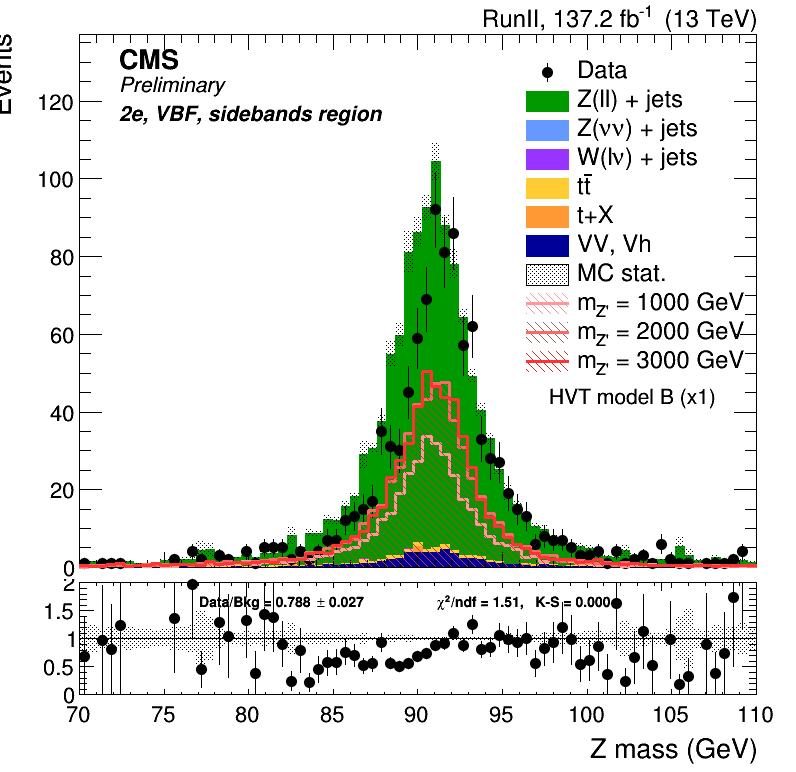 RunII, 137.2 fb⁻¹ (13 TeV)
Events
CMS
Preliminary
2e, VBF, sidebands region
Data
Z(ll) + jets
Z(νν) + jets
W(lν) + jets
tt̄
t+X
VV, Vh
MC stat.
m_Z' = 1000 GeV
m_Z' = 2000 GeV
m_Z' = 3000 GeV
HVT model B (x1)
120
100
80
60
40
20
0
Data/Bkg = 0.788 ± 0.027
χ²/ndf = 1.51, K-S = 0.000
2
1.5
1
0.5
0
70 75 80 85 90 95 100 105 110
Z mass (GeV)